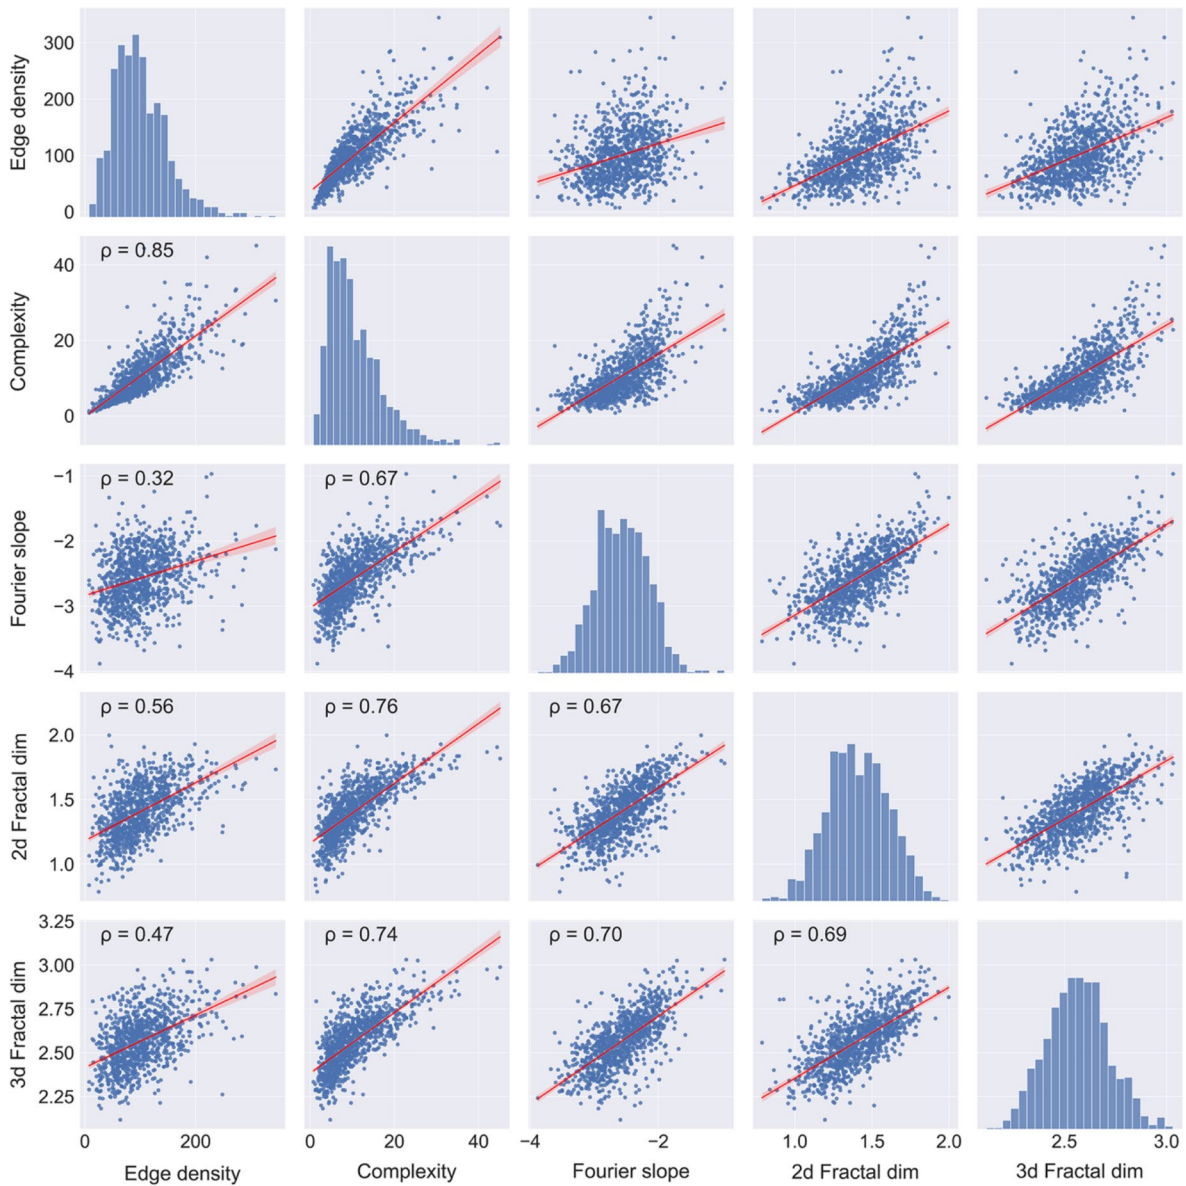 Edge density
300
200
100
0
Complexity
40
20
0
ρ = 0.85
Fourier slope
−1
−2
−3
−4
ρ = 0.32
ρ = 0.67
2d Fractal dim
2.0
1.5
1.0
ρ = 0.56
ρ = 0.76
ρ = 0.67
3d Fractal dim
3.25
3.00
2.75
2.50
2.25
ρ = 0.47
ρ = 0.74
ρ = 0.70
ρ = 0.69
0 200 0 20 40 −4 −2 1.0 1.5 2.0 2.5 3.0
Edge density Complexity Fourier slope 2d Fractal dim 3d Fractal dim